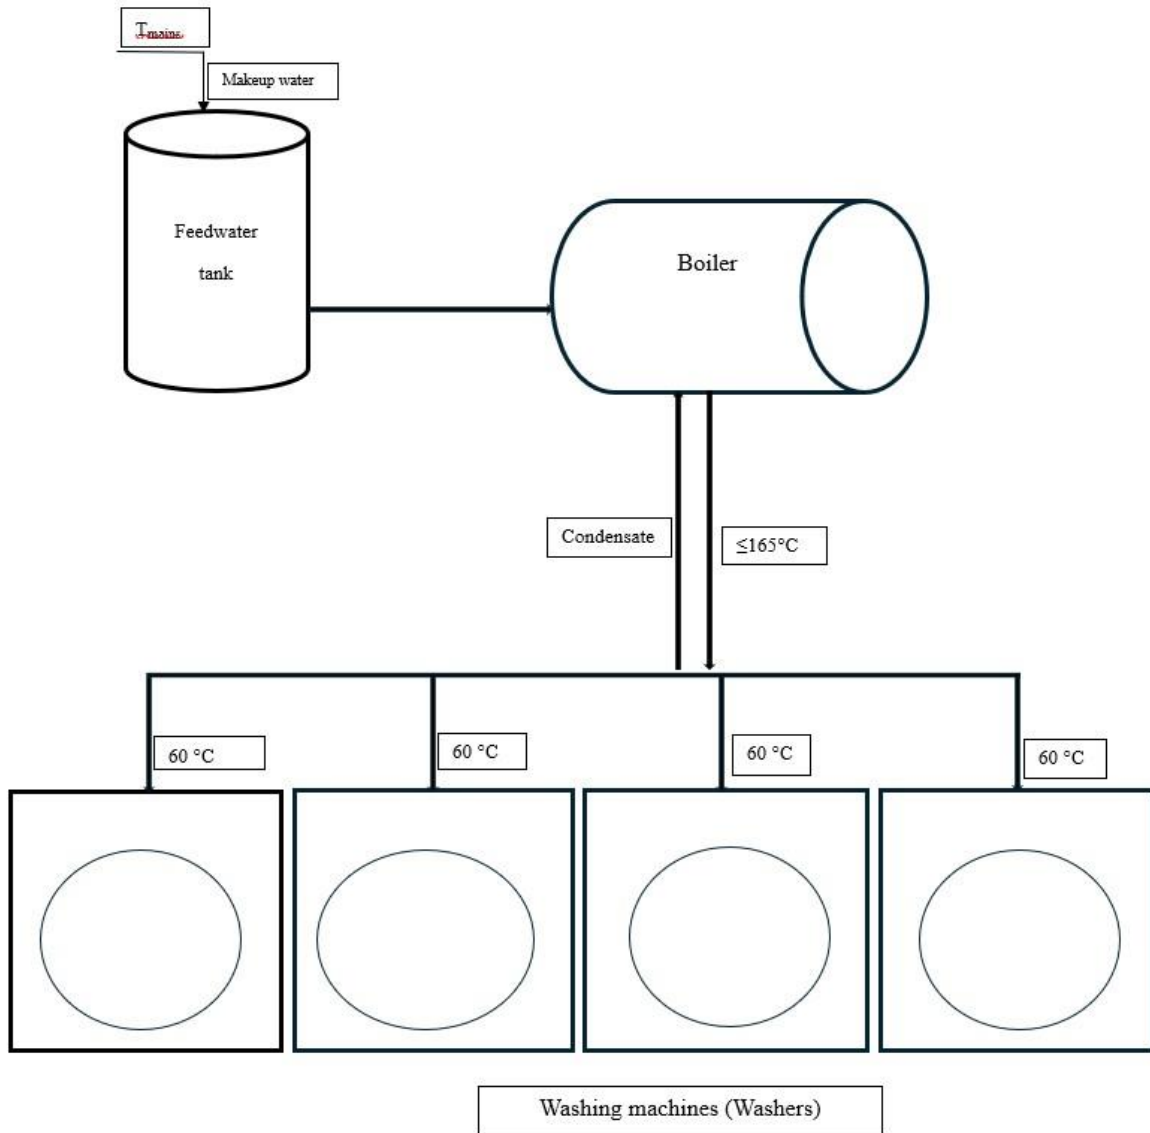 Tmains
Makeup water
Feedwater
tank
Boiler
Condensate
≤165°C
60 °C
60 °C
60 °C
60 °C
Washing machines (Washers)